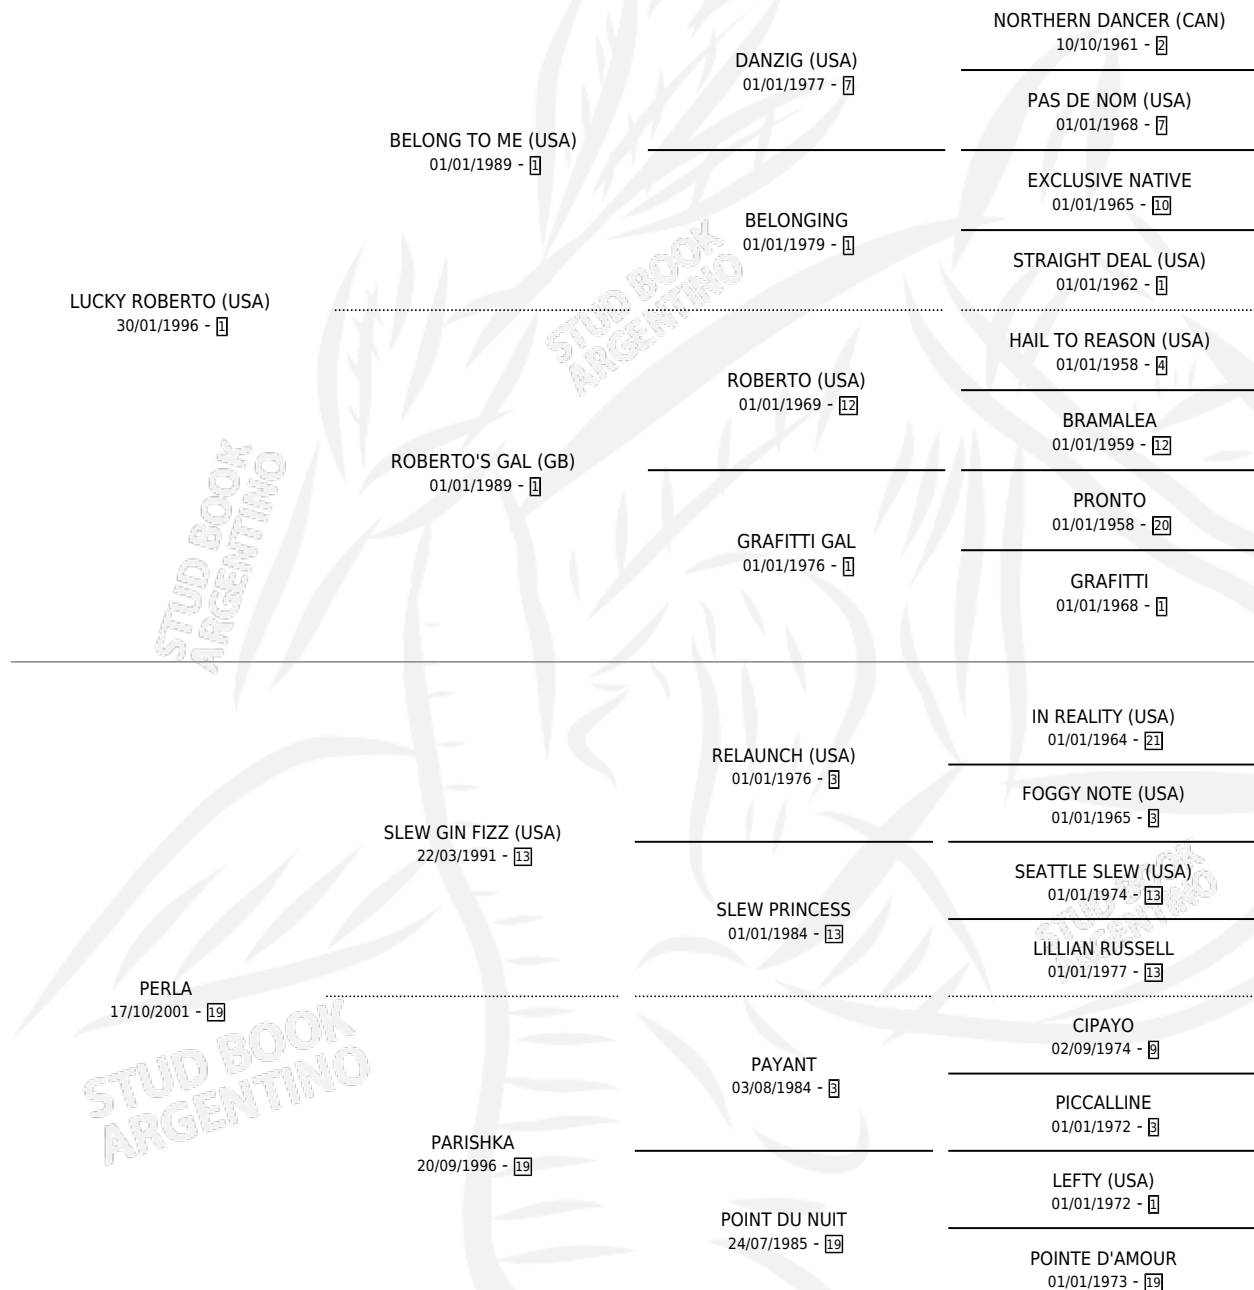 NORTHERN DANCER (CAN)
10/10/1961 - 2
DANZIG (USA)
01/01/1977 - 7
PAS DE NOM (USA)
01/01/1968 - 7
BELONG TO ME (USA)
01/01/1989 - 1
EXCLUSIVE NATIVE
01/01/1965 - 10
BELONGING
01/01/1979 - 1
STRAIGHT DEAL (USA)
01/01/1962 - 1
LUCKY ROBERTO (USA)
30/01/1996 - 1
STUD BOOK
ARGENTINO
HAIL TO REASON (USA)
01/01/1958 - 4
ROBERTO (USA)
01/01/1969 - 12
BRAMALEA
01/01/1959 - 12
ROBERTO'S GAL (GB)
01/01/1989 - 1
PRONTO
01/01/1958 - 20
GRAFITTI GAL
01/01/1976 - 1
GRAFITTI
01/01/1968 - 1
STUD BOOK
ARGENTINO
IN REALITY (USA)
01/01/1964 - 21
RELAUNCH (USA)
01/01/1976 - 3
FOGGY NOTE (USA)
01/01/1965 - 3
SLEW GIN FIZZ (USA)
22/03/1991 - 13
SEATTLE SLEW (USA)
01/01/1974 - 13
SLEW PRINCESS
01/01/1984 - 13
STUD BOOK
ARGENTINO
LILLIAN RUSSELL
01/01/1977 - 13
PERLA
17/10/2001 - 19
CIPAYO
02/09/1974 - 9
PAYANT
03/08/1984 - 3
PICCALLINE
01/01/1972 - 3
STUD BOOK
ARGENTINO
PARISHKA
20/09/1996 - 19
LEFTY (USA)
01/01/1972 - 1
POINT DU NUIT
24/07/1985 - 19
POINTE D'AMOUR
01/01/1973 - 19